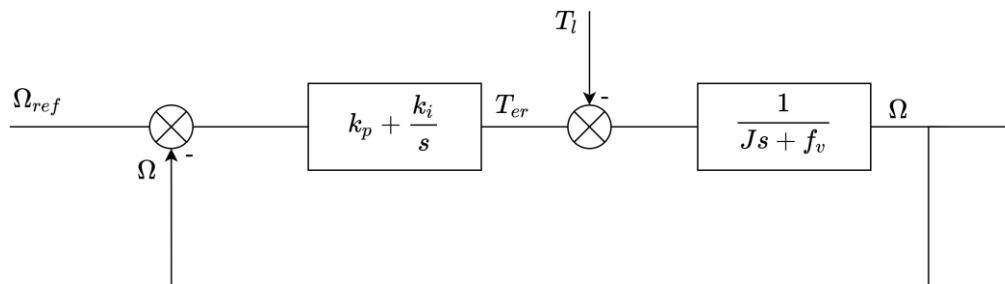 T_l
-
Ω_ref
k_p + k_i/s
T_er
1/(Js + f_v)
Ω
Ω
-